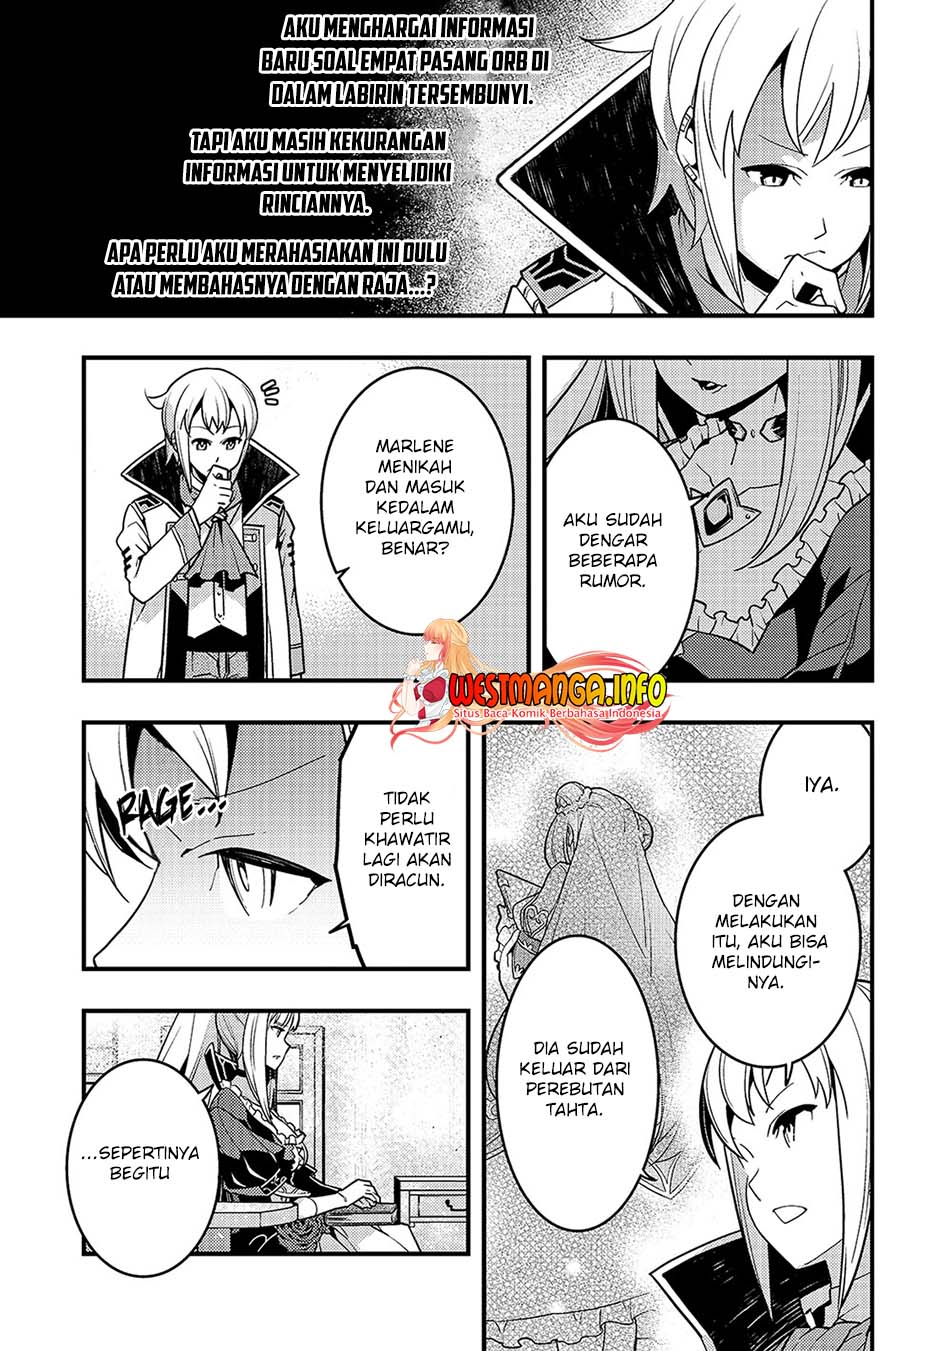 AKU MENGHARGAI INFORMASI
BARU SOAL EMPAT PASANG ORB DI
DALAM LABIRIN TERSEMBUNYI.
TAPI AKU MASIH KEKURANGAN
INFORMASI UNTUK MENYELIDIKI
RINCIANNYA.
APA PERLU AKU MERAHASIAKAN INI DULU
ATAU MEMBAHASNYA DENGAN RAJA...?
AKU SUDAH
DENGAR
BEBERAPA
RUMOR.
MARLENE
MENIKAH
DAN MASUK
KEDALAM
KELUARGAMU,
BENAR?
WESTMANGA.INFO
Situs Baca Komik Berbahasa Indonesia
IYA.
DENGAN
MELAKUKAN
ITU, AKU BISA
MELINDUNGI-
NYA.
DIA SUDAH
KELUAR DARI
PEREBUTAN
TAHTA.
TIDAK
PERLU
KHAWATIR
LAGI AKAN
DIRACUN.
RAGE...
...SEPERTINYA
BEGITU